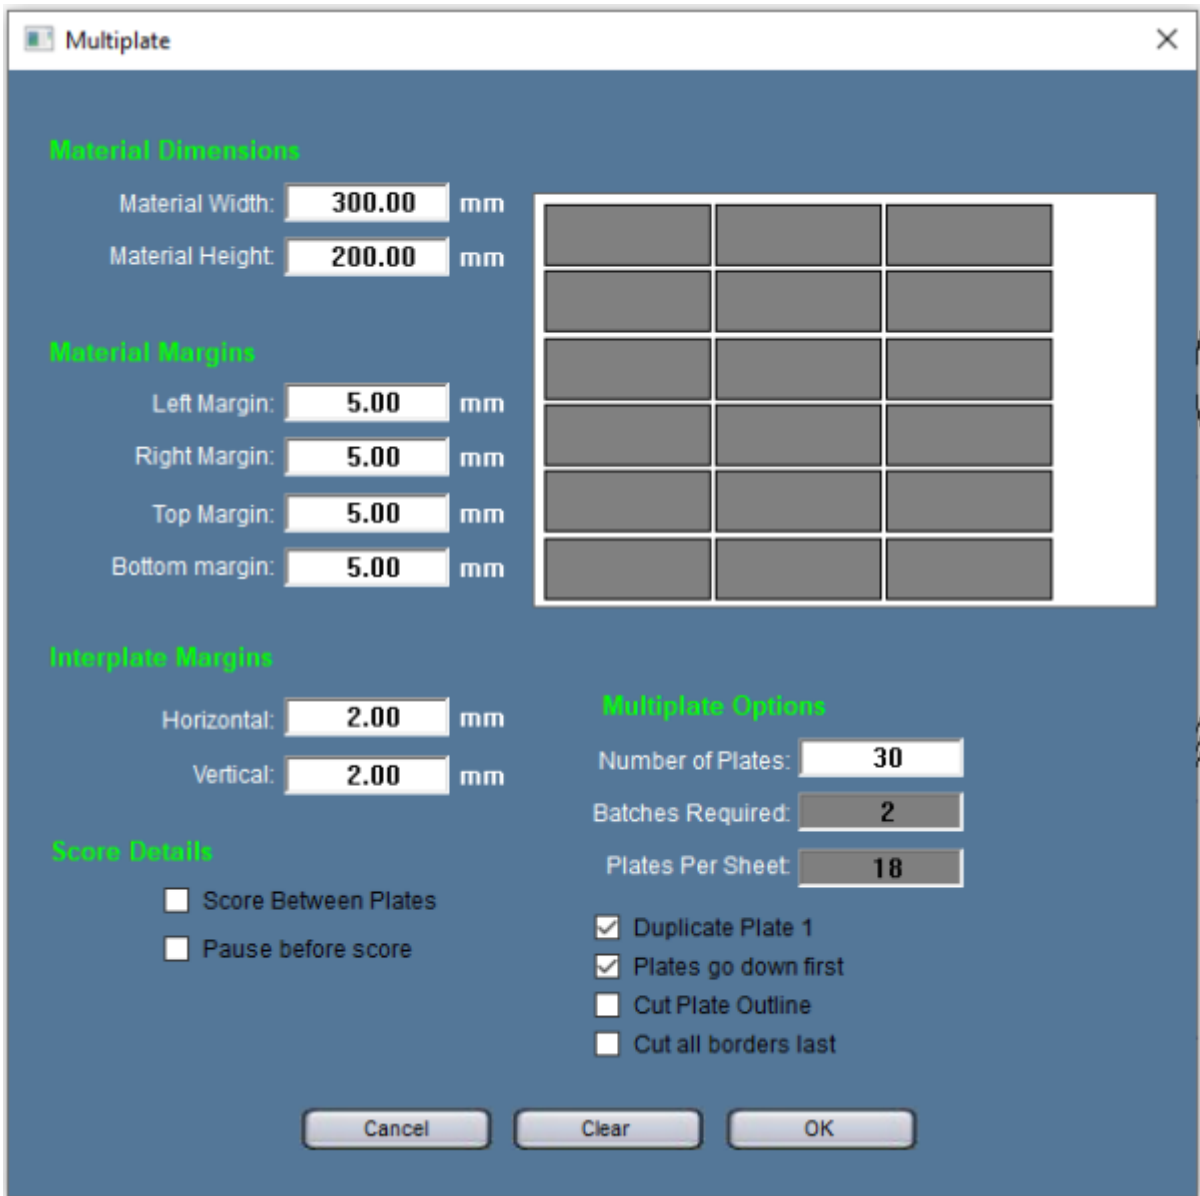 Multiplate
Material Dimensions
Material Width: 300.00 mm
Material Height: 200.00 mm
Material Margins
Left Margin: 5.00 mm
Right Margin: 5.00 mm
Top Margin: 5.00 mm
Bottom margin: 5.00 mm
Interplate Margins
Horizontal: 2.00 mm
Vertical: 2.00 mm
Score Details
Score Between Plates
Pause before score
Multiplate Options
Number of Plates: 30
Batches Required: 2
Plates Per Sheet: 18
Duplicate Plate 1
Plates go down first
Cut Plate Outline
Cut all borders last
Cancel Clear OK